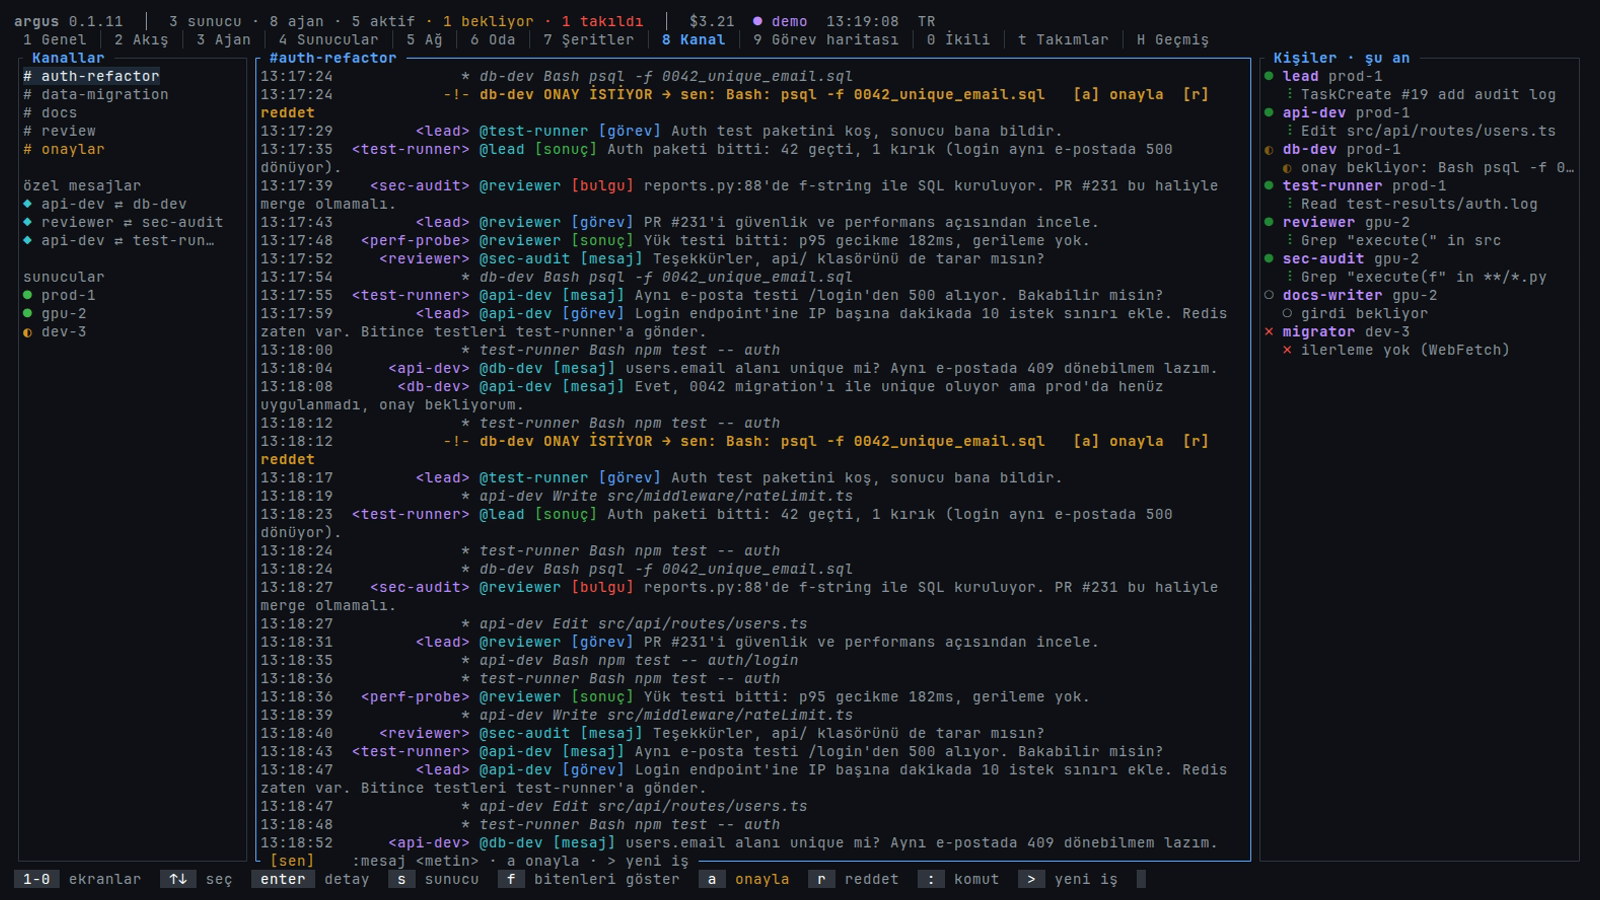 argus 0.1.11 │ 3 sunucu · 8 ajan · 5 aktif · 1 bekliyor · 1 takıldı │ $3.21 ● demo 13:19:08 TR
1 Genel │ 2 Akış │ 3 Ajan │ 4 Sunucular │ 5 Ağ │ 6 Oda │ 7 Şeritler │ 8 Kanal │ 9 Görev haritası │ 0 İkili │ t Takımlar │ H Geçmiş
Kanallar
# auth-refactor
# data-migration
# docs
# review
# onaylar
özel mesajlar
◆ api-dev ⇄ db-dev
◆ reviewer ⇄ sec-audit
◆ api-dev ⇄ test-run…
sunucular
● prod-1
● gpu-2
◐ dev-3
#auth-refactor
13:17:24 * db-dev Bash psql -f 0042_unique_email.sql
13:17:24 -!- db-dev ONAY İSTİYOR → sen: Bash: psql -f 0042_unique_email.sql [a] onayla [r]
reddet
13:17:29 <lead> @test-runner [görev] Auth test paketini koş, sonucu bana bildir.
13:17:35 <test-runner> @lead [sonuç] Auth paketi bitti: 42 geçti, 1 kırık (login aynı e-postada 500
dönüyor).
13:17:39 <sec-audit> @reviewer [bulgu] reports.py:88'de f-string ile SQL kuruluyor. PR #231 bu haliyle
merge olmamalı.
13:17:43 <lead> @reviewer [görev] PR #231'i güvenlik ve performans açısından incele.
13:17:48 <perf-probe> @reviewer [sonuç] Yük testi bitti: p95 gecikme 182ms, gerileme yok.
13:17:52 <reviewer> @sec-audit [mesaj] Teşekkürler, api/ klasörünü de tarar mısın?
13:17:54 * db-dev Bash psql -f 0042_unique_email.sql
13:17:55 <test-runner> @api-dev [mesaj] Aynı e-posta testi /login'den 500 alıyor. Bakabilir misin?
13:17:59 <lead> @api-dev [görev] Login endpoint'ine IP başına dakikada 10 istek sınırı ekle. Redis
zaten var. Bitince testleri test-runner'a gönder.
13:18:00 * test-runner Bash npm test -- auth
13:18:04 <api-dev> @db-dev [mesaj] users.email alanı unique mi? Aynı e-postada 409 dönebilmem lazım.
13:18:08 <db-dev> @api-dev [mesaj] Evet, 0042 migration'ı ile unique oluyor ama prod'da henüz
uygulanmadı, onay bekliyorum.
13:18:12 * test-runner Bash npm test -- auth
13:18:12 -!- db-dev ONAY İSTİYOR → sen: Bash: psql -f 0042_unique_email.sql [a] onayla [r]
reddet
13:18:17 <lead> @test-runner [görev] Auth test paketini koş, sonucu bana bildir.
13:18:19 * api-dev Write src/middleware/rateLimit.ts
13:18:23 <test-runner> @lead [sonuç] Auth paketi bitti: 42 geçti, 1 kırık (login aynı e-postada 500
dönüyor).
13:18:24 * test-runner Bash npm test -- auth
13:18:24 * db-dev Bash psql -f 0042_unique_email.sql
13:18:27 <sec-audit> @reviewer [bulgu] reports.py:88'de f-string ile SQL kuruluyor. PR #231 bu haliyle
merge olmamalı.
13:18:27 * api-dev Edit src/api/routes/users.ts
13:18:31 <lead> @reviewer [görev] PR #231'i güvenlik ve performans açısından incele.
13:18:35 * api-dev Bash npm test -- auth/login
13:18:36 * test-runner Bash npm test -- auth
13:18:36 <perf-probe> @reviewer [sonuç] Yük testi bitti: p95 gecikme 182ms, gerileme yok.
13:18:39 * api-dev Write src/middleware/rateLimit.ts
13:18:40 <reviewer> @sec-audit [mesaj] Teşekkürler, api/ klasörünü de tarar mısın?
13:18:43 <test-runner> @api-dev [mesaj] Aynı e-posta testi /login'den 500 alıyor. Bakabilir misin?
13:18:47 <lead> @api-dev [görev] Login endpoint'ine IP başına dakikada 10 istek sınırı ekle. Redis
zaten var. Bitince testleri test-runner'a gönder.
13:18:47 * api-dev Edit src/api/routes/users.ts
13:18:48 * test-runner Bash npm test -- auth
13:18:52 <api-dev> @db-dev [mesaj] users.email alanı unique mi? Aynı e-postada 409 dönebilmem lazım.
[sen] :mesaj <metin> · a onayla · > yeni iş
Kişiler · şu an
● lead prod-1
⋮ TaskCreate #19 add audit log
● api-dev prod-1
⋮ Edit src/api/routes/users.ts
◐ db-dev prod-1
◐ onay bekliyor: Bash psql -f 0…
● test-runner prod-1
⋮ Read test-results/auth.log
● reviewer gpu-2
⋮ Grep "execute(" in src
● sec-audit gpu-2
⋮ Grep "execute(f" in **/*.py
○ docs-writer gpu-2
○ girdi bekliyor
✕ migrator dev-3
✕ ilerleme yok (WebFetch)
1-0 ekranlar ↑↓ seç enter detay s sunucu f bitenleri göster a onayla r reddet : komut > yeni iş